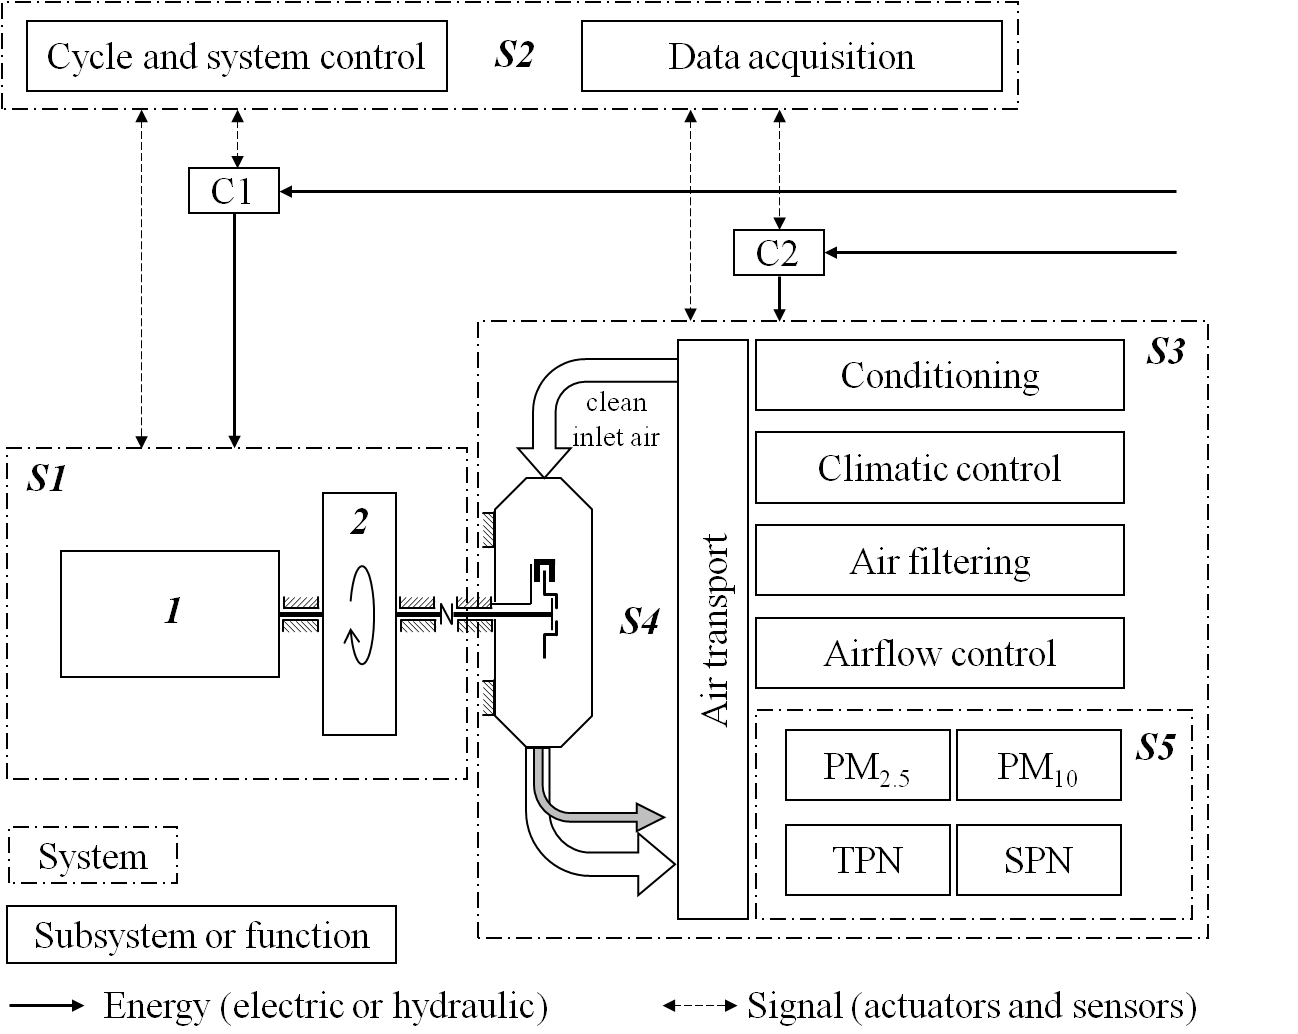 Cycle and system control
S2
Data acquisition
C1
C2
S3
Conditioning
clean
inlet air
Climatic control
S1
2
Air filtering
1
S4
Air transport
Airflow control
S5
PM2.5
PM10
TPN
SPN
System
Subsystem or function
Energy (electric or hydraulic)
Signal (actuators and sensors)